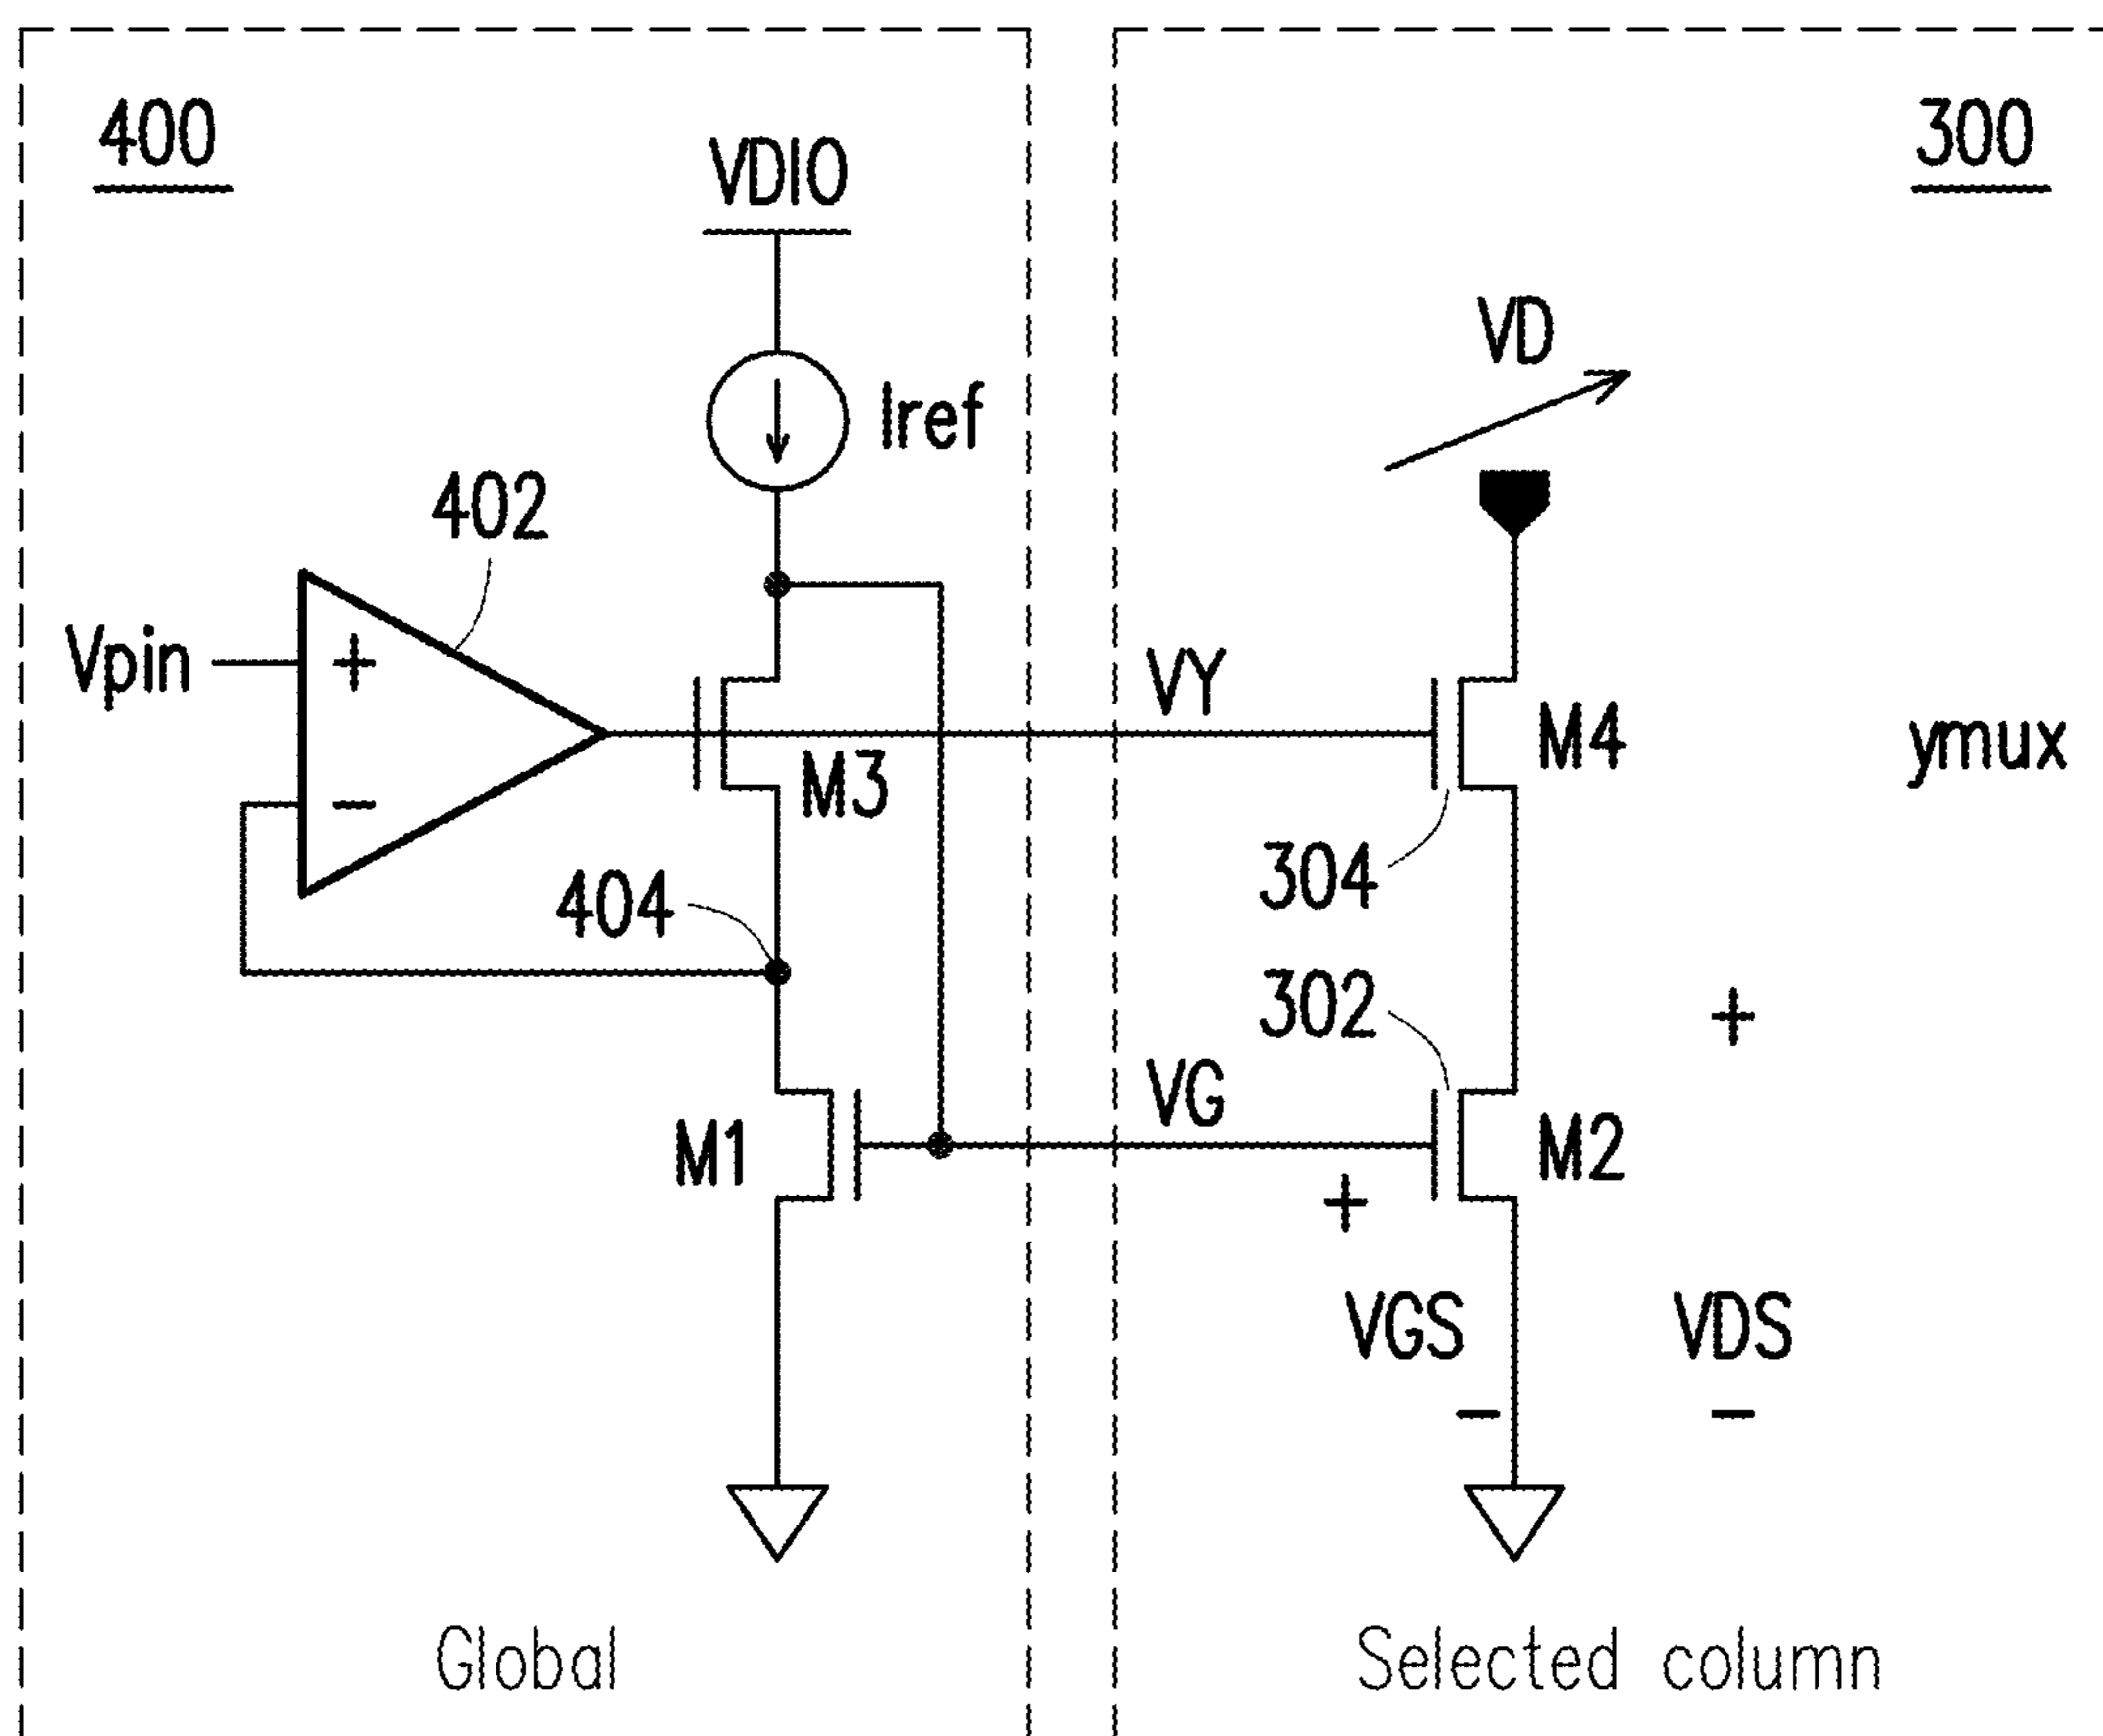 400
300
VDIO
VD
Iref
402
Vpin
+
−
VY
M3
M4
ymux
304
404
302
+
VG
M1
M2
+
VGS
VDS
−
−
Global
Selected column